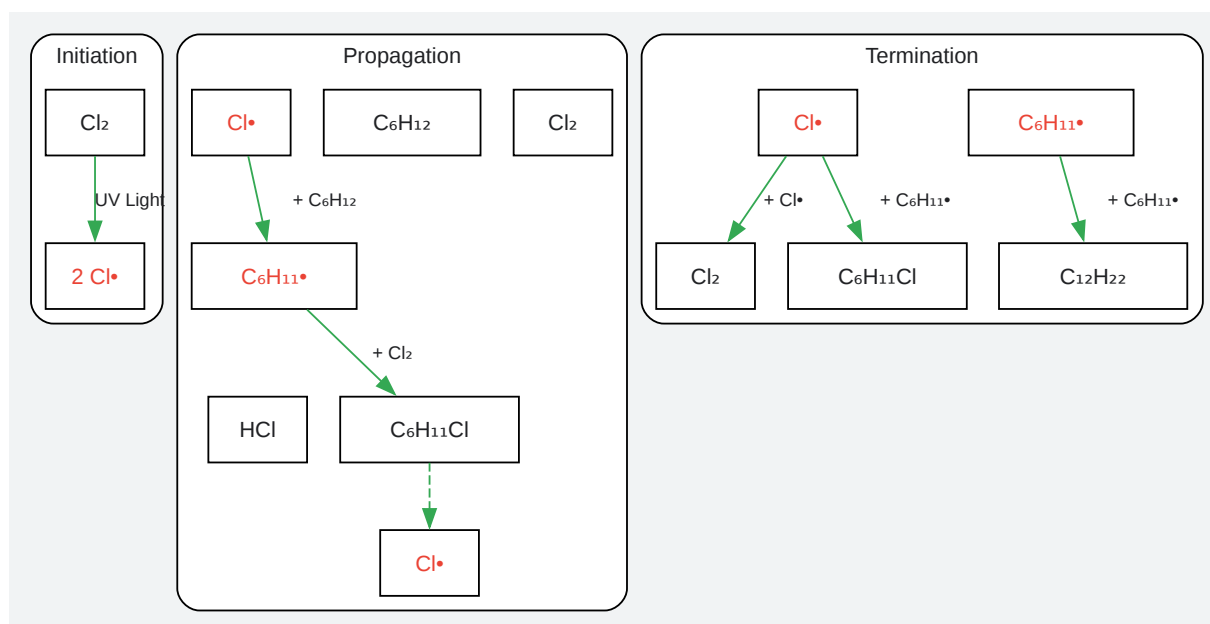 Initiation
Cl₂
UV Light
2 Cl•
Propagation
Cl•
C₆H₁₂
Cl₂
+ C₆H₁₂
C₆H₁₁•
+ Cl₂
HCl
C₆H₁₁Cl
Cl•
Termination
Cl•
C₆H₁₁•
+ Cl•
+ C₆H₁₁•
+ C₆H₁₁•
Cl₂
C₆H₁₁Cl
C₁₂H₂₂